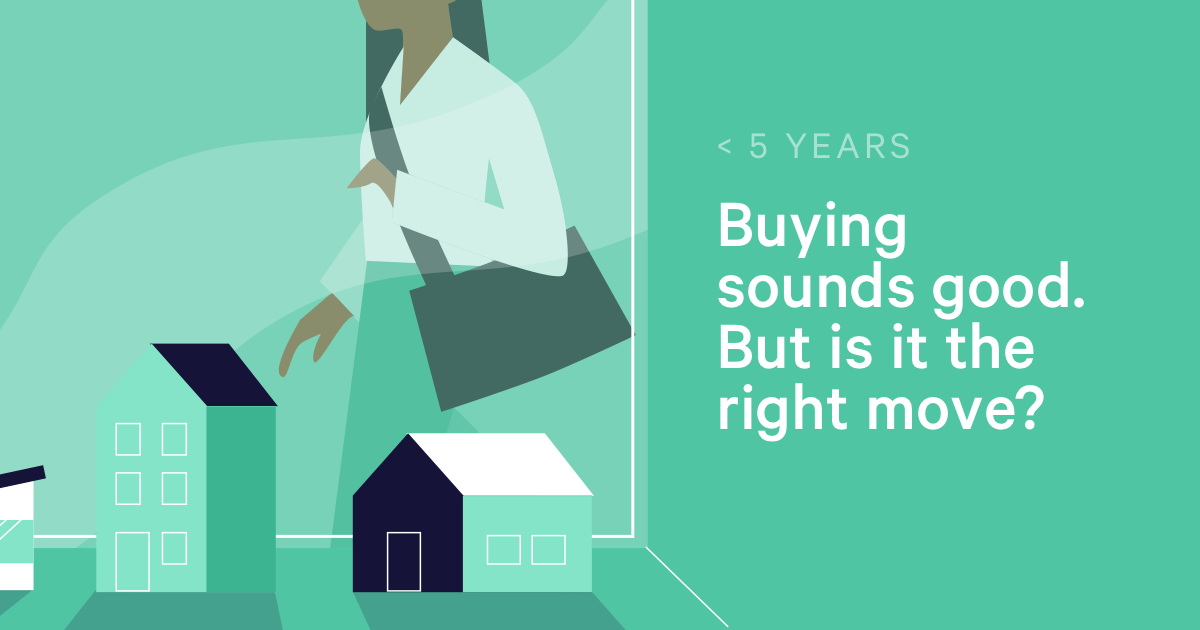 < 5 YEARS
Buying
sounds good.
But is it the
right move?